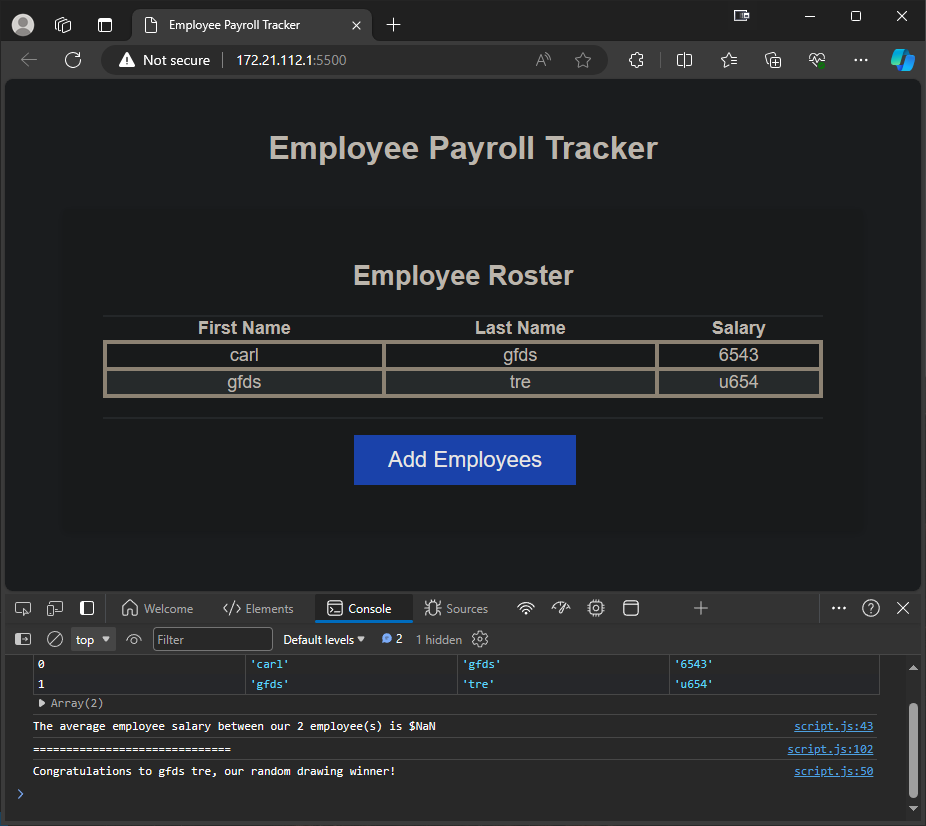 Employee Payroll Tracker
Not secure 172.21.112.1:5500
Employee Payroll Tracker
Employee Roster
First Name Last Name Salary
carl gfds 6543
gfds tre u654
Add Employees
Welcome </> Elements Console Sources
top Filter Default levels 2 1 hidden
0 'carl' 'gfds' '6543'
1 'gfds' 'tre' 'u654'
Array(2)
The average employee salary between our 2 employee(s) is $NaN script.js:43
============================== script.js:102
Congratulations to gfds tre, our random drawing winner! script.js:50